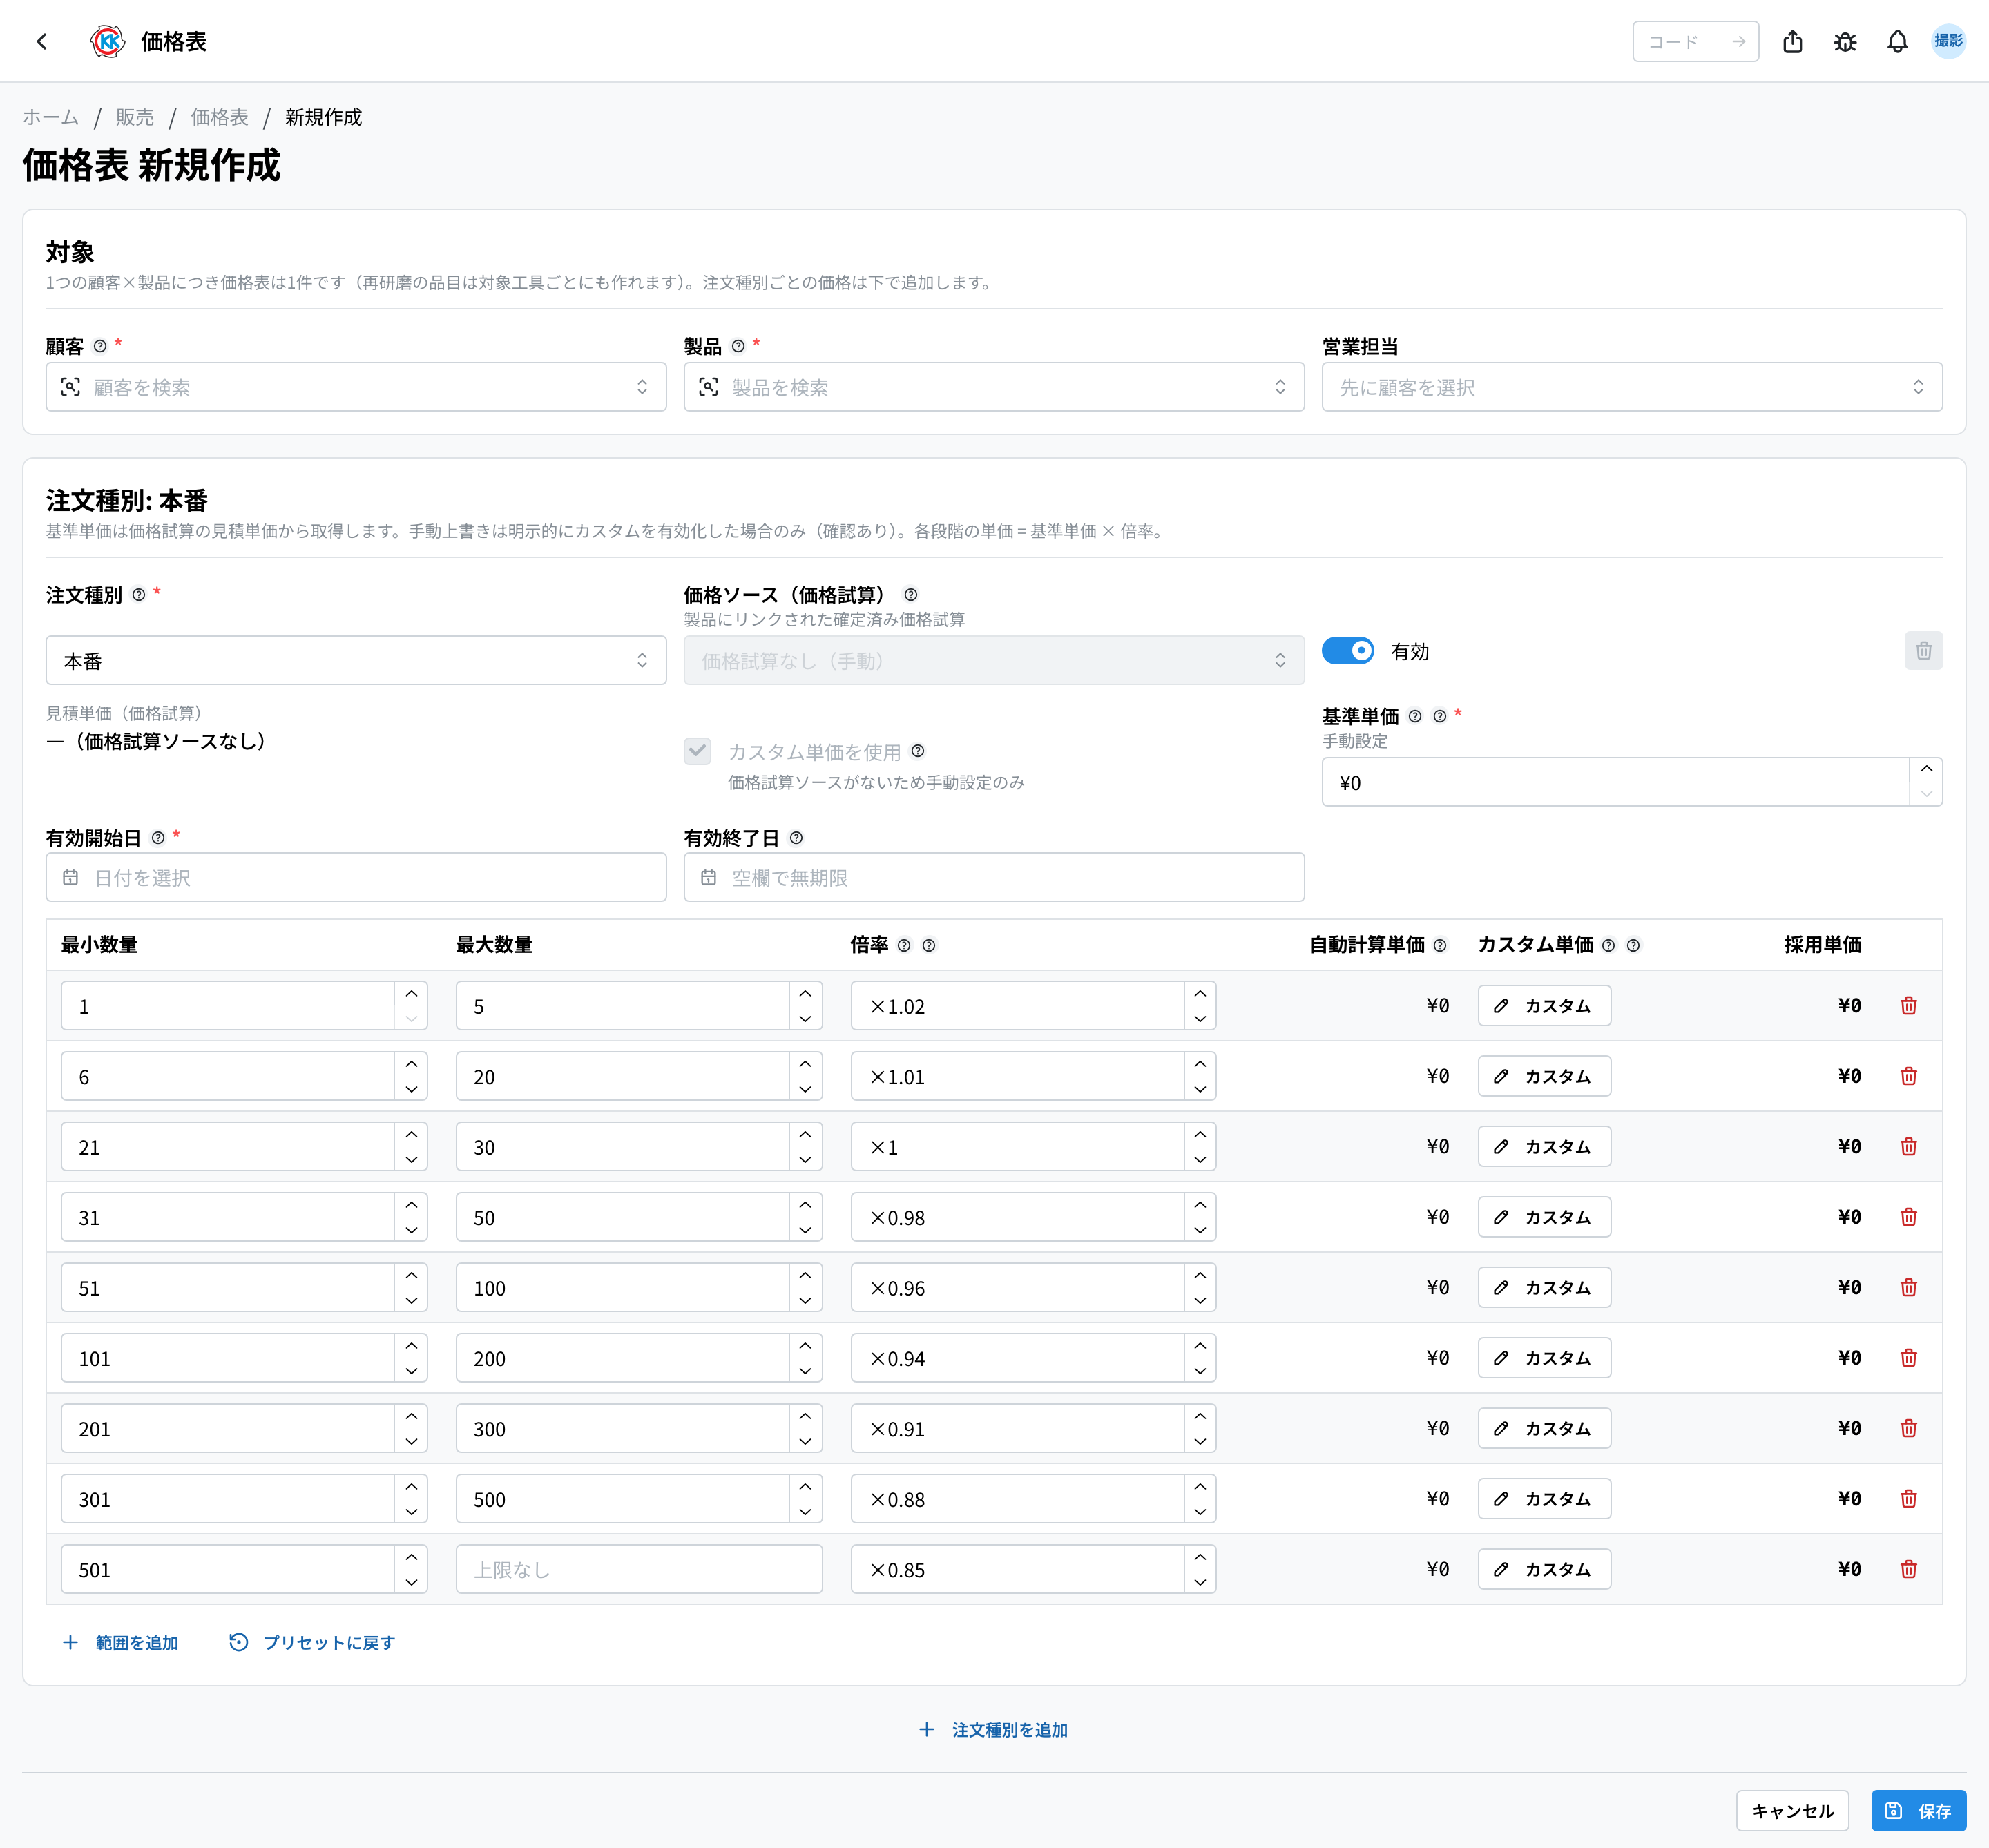 KK 価格表
コード
撮影
ホーム / 販売 / 価格表 / 新規作成
価格表 新規作成
対象
1つの顧客×製品につき価格表は1件です（再研磨の品目は対象工具ごとにも作れます）。注文種別ごとの価格は下で追加します。
顧客 *
製品 *
営業担当
顧客を検索
製品を検索
先に顧客を選択
注文種別: 本番
基準単価は価格試算の見積単価から取得します。手動上書きは明示的にカスタムを有効化した場合のみ（確認あり）。各段階の単価 = 基準単価 × 倍率。
注文種別 *
価格ソース（価格試算）
製品にリンクされた確定済み価格試算
本番
価格試算なし（手動）
有効
見積単価（価格試算）
—（価格試算ソースなし）
カスタム単価を使用
価格試算ソースがないため手動設定のみ
基準単価 *
手動設定
¥0
有効開始日 *
有効終了日
日付を選択
空欄で無期限
最小数量 最大数量 倍率 自動計算単価 カスタム単価 採用単価
1 5 ×1.02 ¥0 カスタム ¥0
6 20 ×1.01 ¥0 カスタム ¥0
21 30 ×1 ¥0 カスタム ¥0
31 50 ×0.98 ¥0 カスタム ¥0
51 100 ×0.96 ¥0 カスタム ¥0
101 200 ×0.94 ¥0 カスタム ¥0
201 300 ×0.91 ¥0 カスタム ¥0
301 500 ×0.88 ¥0 カスタム ¥0
501 上限なし ×0.85 ¥0 カスタム ¥0
範囲を追加 プリセットに戻す
注文種別を追加
キャンセル 保存